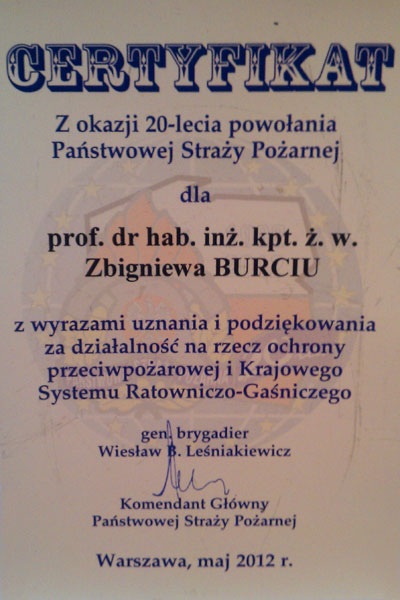 CERTYFIKAT
Z okazji 20-lecia powołania
Państwowej Straży Pożarnej
dla
prof. dr hab. inż. kpt. ż. w.
Zbigniewa BURCIU
z wyrazami uznania i podziękowania
za działalność na rzecz ochrony
przeciwpożarowej i Krajowego
Systemu Ratowniczo-Gaśniczego
gen. brygadier
Wiesław B. Leśniakiewicz
Komendant Główny
Państwowej Straży Pożarnej
Warszawa, maj 2012 r.